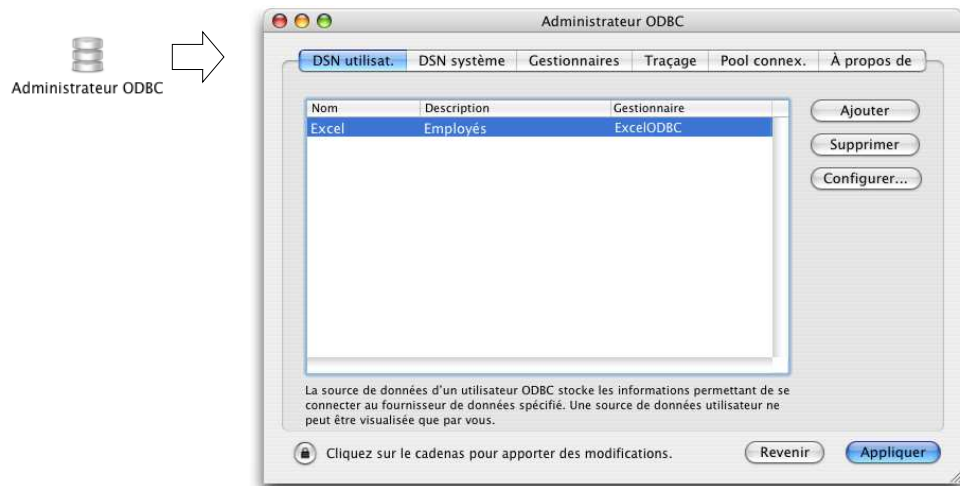 Administrateur ODBC
Administrateur ODBC
DSN utilisat. DSN système Gestionnaires Traçage Pool connex. À propos de
Nom Description Gestionnaire
Excel Employés ExcelODBC
Ajouter
Supprimer
Configurer...
La source de données d'un utilisateur ODBC stocke les informations permettant de se
connecter au fournisseur de données spécifié. Une source de données utilisateur ne
peut être visualisée que par vous.
Cliquez sur le cadenas pour apporter des modifications.
Revenir Appliquer